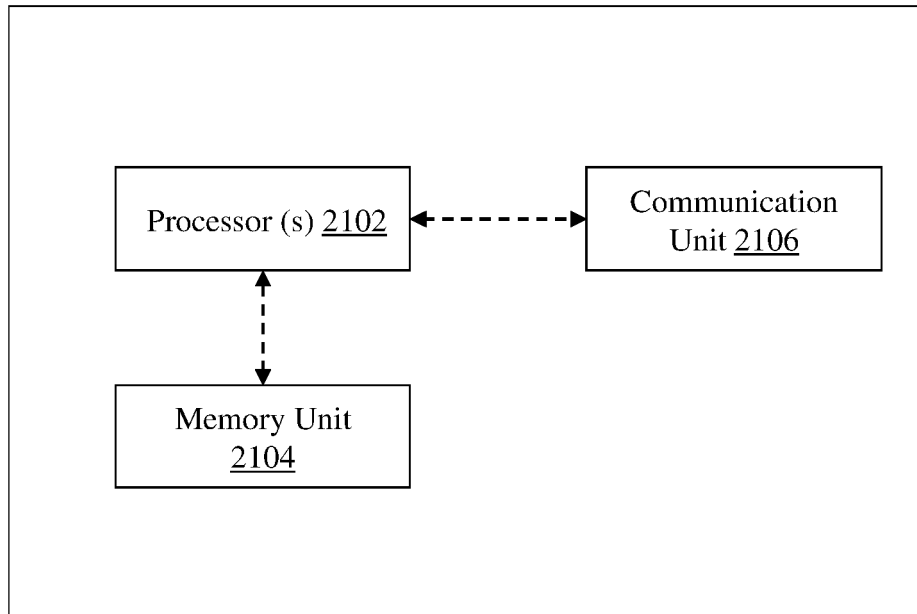 Processor (s) 2102
Communication
Unit 2106
Memory Unit
2104